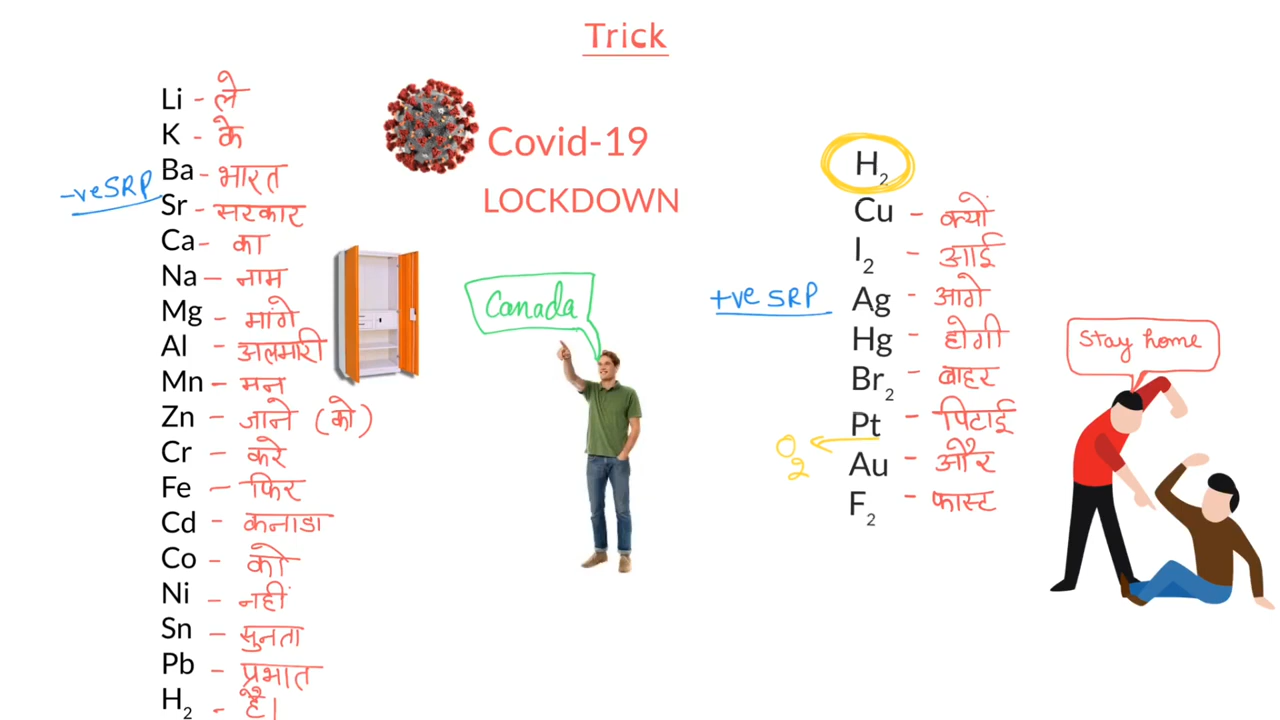 Trick
Li - ले
K - के
Ba - भारत
-ve SRP
Sr - सरकार
Ca - का
Na - नाम
Mg - मांगे
Al - अलमारी
Mn - मन
Zn - जाने (को)
Cr - करे
Fe - फिर
Cd - कनाडा
Co - को
Ni - नहीं
Sn - सुनता
Pb - प्रभात
H₂ - है।
Covid-19
LOCKDOWN
Canada
H₂
Cu - क्यों
I₂ - आई
+ve SRP
Ag - आगे
Hg - होगी
Br₂ - बाहर
Pt - पिटाई
O₂ ←
Au - और
F₂ - फास्ट
Stay home